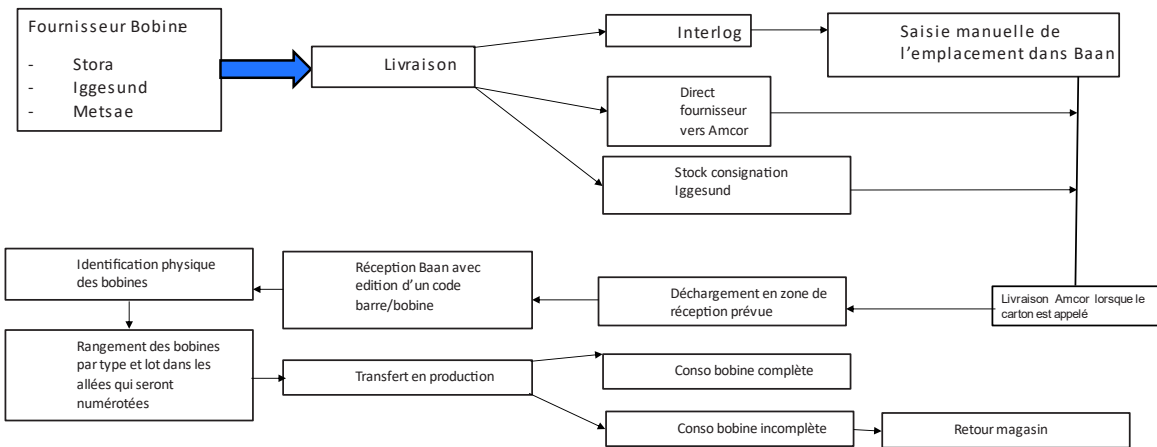 Fournisseur Bobine:
- Stora
- Iggesund
- Metsae
Livraison
Interlog
Saisie manuelle de
l'emplacement dans Baan
Direct
fournisseur
vers Amcor
Stock consignation
Iggesund
Identification physique
des bobines
Réception Baan avec
edition d'un code
barre/bobine
Déchargement en zone de
réception prévue
Livraison Amcor lorsque le
carton est appelé
Rangement des bobines
par type et lot dans les
allées qui seront
numérotées
Transfert en production
Conso bobine complète
Conso bobine incomplète
Retour magasin